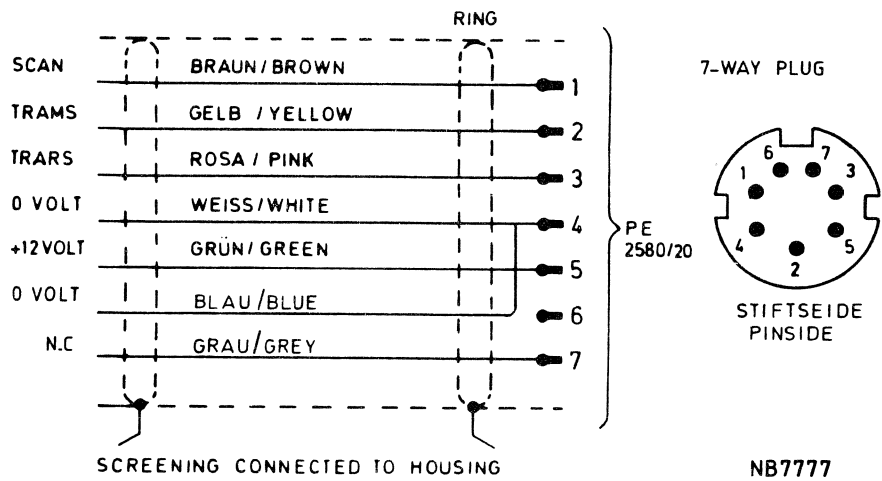 RING
SCAN BRAUN/BROWN 1
TRAMS GELB /YELLOW 2
TRARS ROSA / PINK 3
0 VOLT WEISS/WHITE 4
+12VOLT GRÜN/GREEN 5
0 VOLT BLAU/BLUE 6
N.C GRAU/GREY 7
SCREENING CONNECTED TO HOUSING
PE
2580/20
7-WAY PLUG
6 7
1 3
4 5
2
STIFTSEIDE
PINSIDE
NB7777